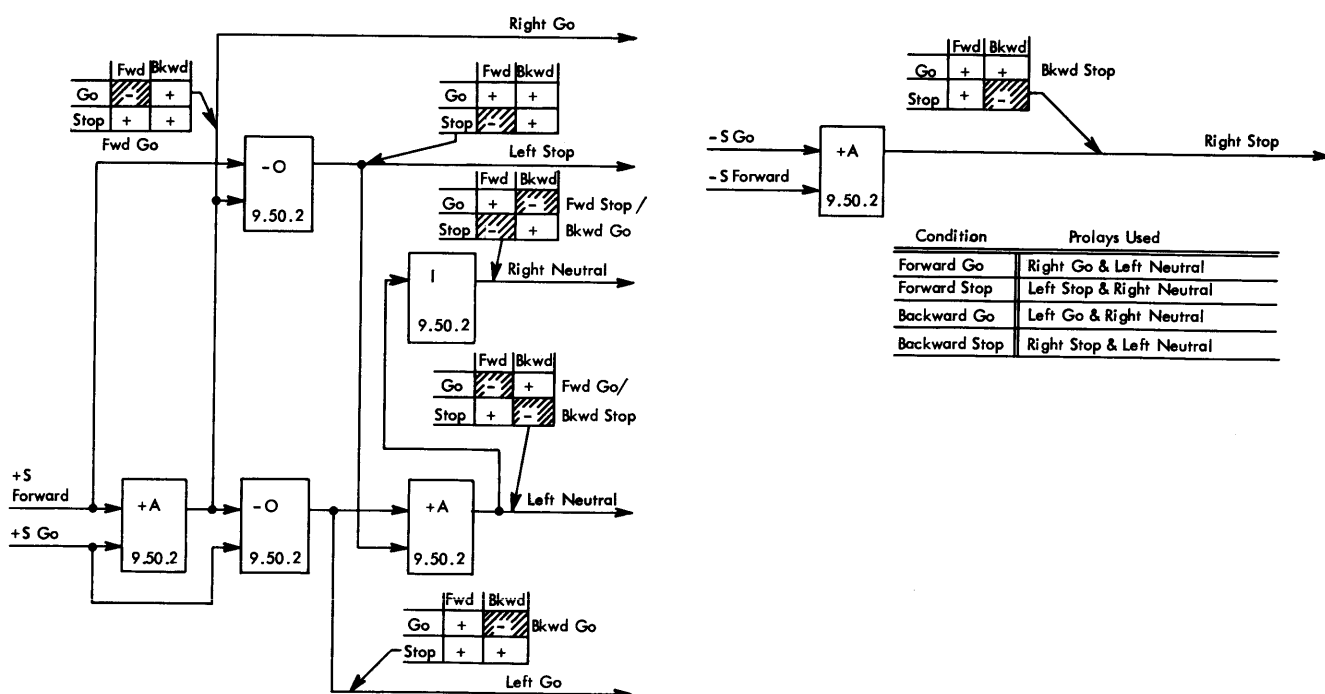 Right Go
Fwd Bkwd
Go - +
Stop + +
Fwd Go
Fwd Bkwd
Go + +
Stop - +
-O
9.50.2
Left Stop
Fwd Bkwd
Go + -
Stop - +
Fwd Stop /
Bkwd Go
I
9.50.2
Right Neutral
Fwd Bkwd
Go - +
Stop + -
Fwd Go/
Bkwd Stop
+S
Forward
+S Go
+A
9.50.2
-O
9.50.2
+A
9.50.2
Left Neutral
Fwd Bkwd
Go + -
Stop + +
Bkwd Go
Left Go
Fwd Bkwd
Go + +
Stop + -
Bkwd Stop
-S Go
-S Forward
+A
9.50.2
Right Stop
Condition Prolays Used
Forward Go Right Go & Left Neutral
Forward Stop Left Stop & Right Neutral
Backward Go Left Go & Right Neutral
Backward Stop Right Stop & Left Neutral